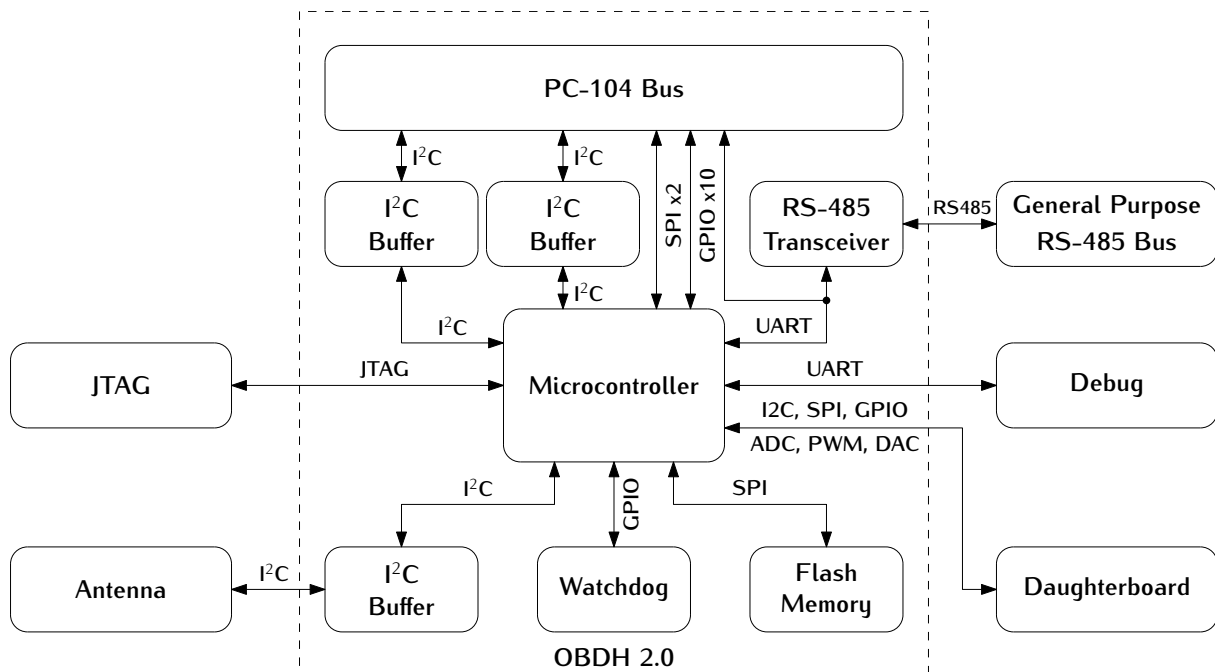 PC-104 Bus
I²C
I²C
SPI x2
GPIO x10
I²C
Buffer
I²C
Buffer
RS-485
Transceiver
RS485
General Purpose
RS-485 Bus
I²C
I²C
UART
JTAG
JTAG
Microcontroller
UART
Debug
I2C, SPI, GPIO
ADC, PWM, DAC
I²C
GPIO
SPI
Antenna
I²C
I²C
Buffer
Watchdog
Flash
Memory
Daughterboard
OBDH 2.0